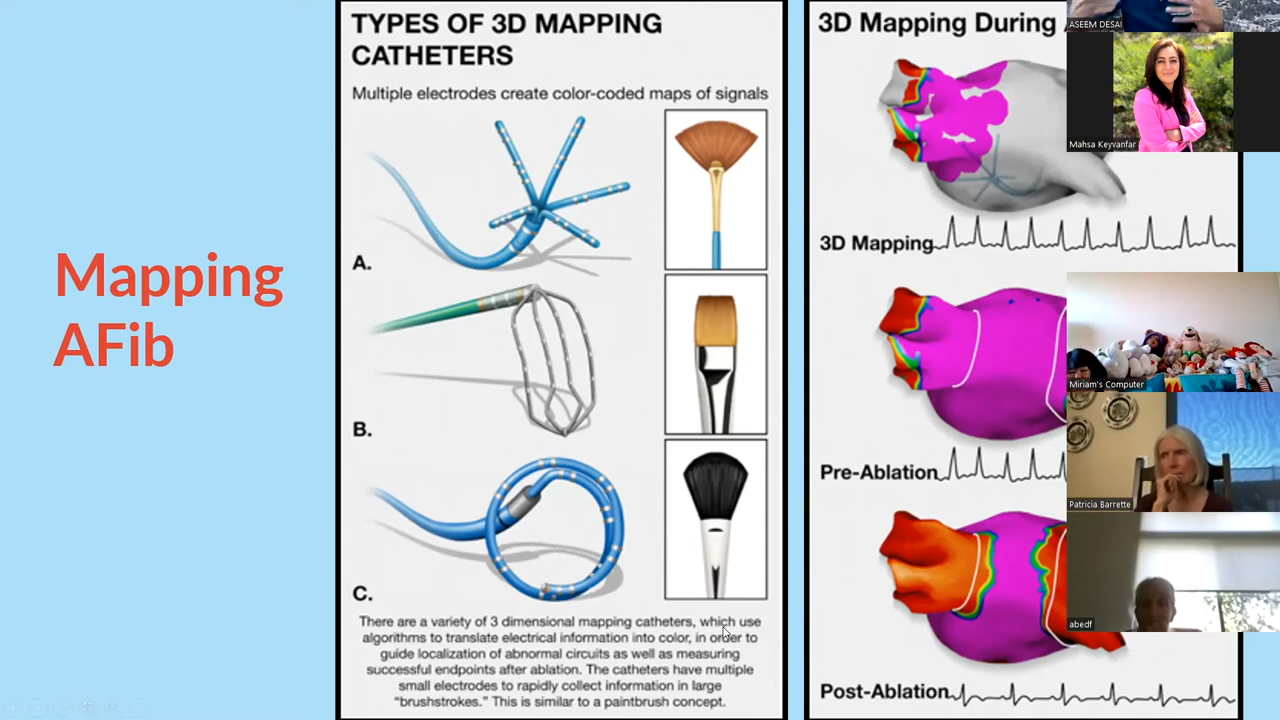 Mapping
AFib
TYPES OF 3D MAPPING
CATHETERS
Multiple electrodes create color-coded maps of signals
A.
B.
C.
There are a variety of 3 dimensional mapping catheters, which use
algorithms to translate electrical information into color, in order to
guide localization of abnormal circuits as well as measuring
successful endpoints after ablation. The catheters have multiple
small electrodes to rapidly collect information in large
"brushstrokes." This is similar to a paintbrush concept.
3D Mapping During
3D Mapping
Pre-Ablation
Post-Ablation
ASEEM DESAI
Mahsa Keyvanfar
Miriam's Computer
Patricia Barrette
abedf